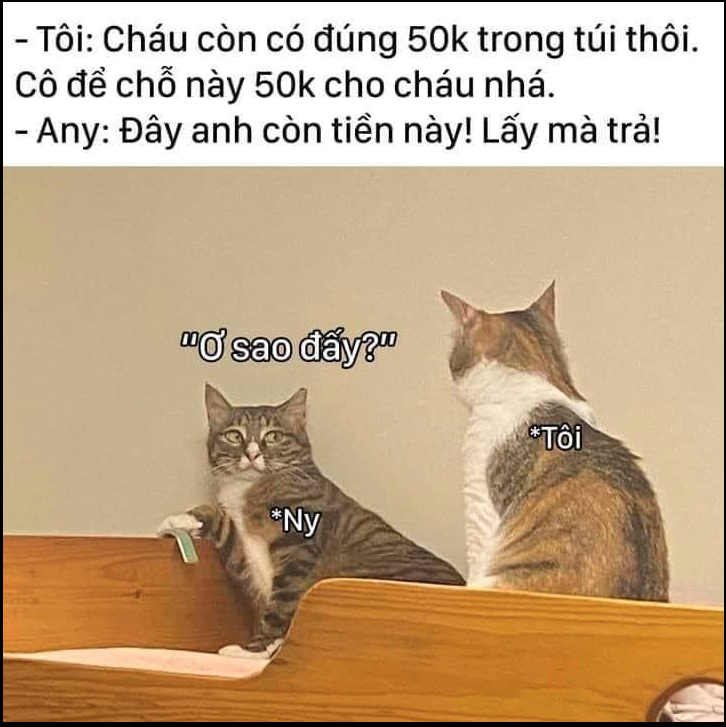 - Tôi: Cháu còn có đúng 50k trong túi thôi.
Cô để chỗ này 50k cho cháu nhá.
- Any: Đây anh còn tiền này! Lấy mà trả!
"Ơ sao đấy?"
*Tôi
*Ny